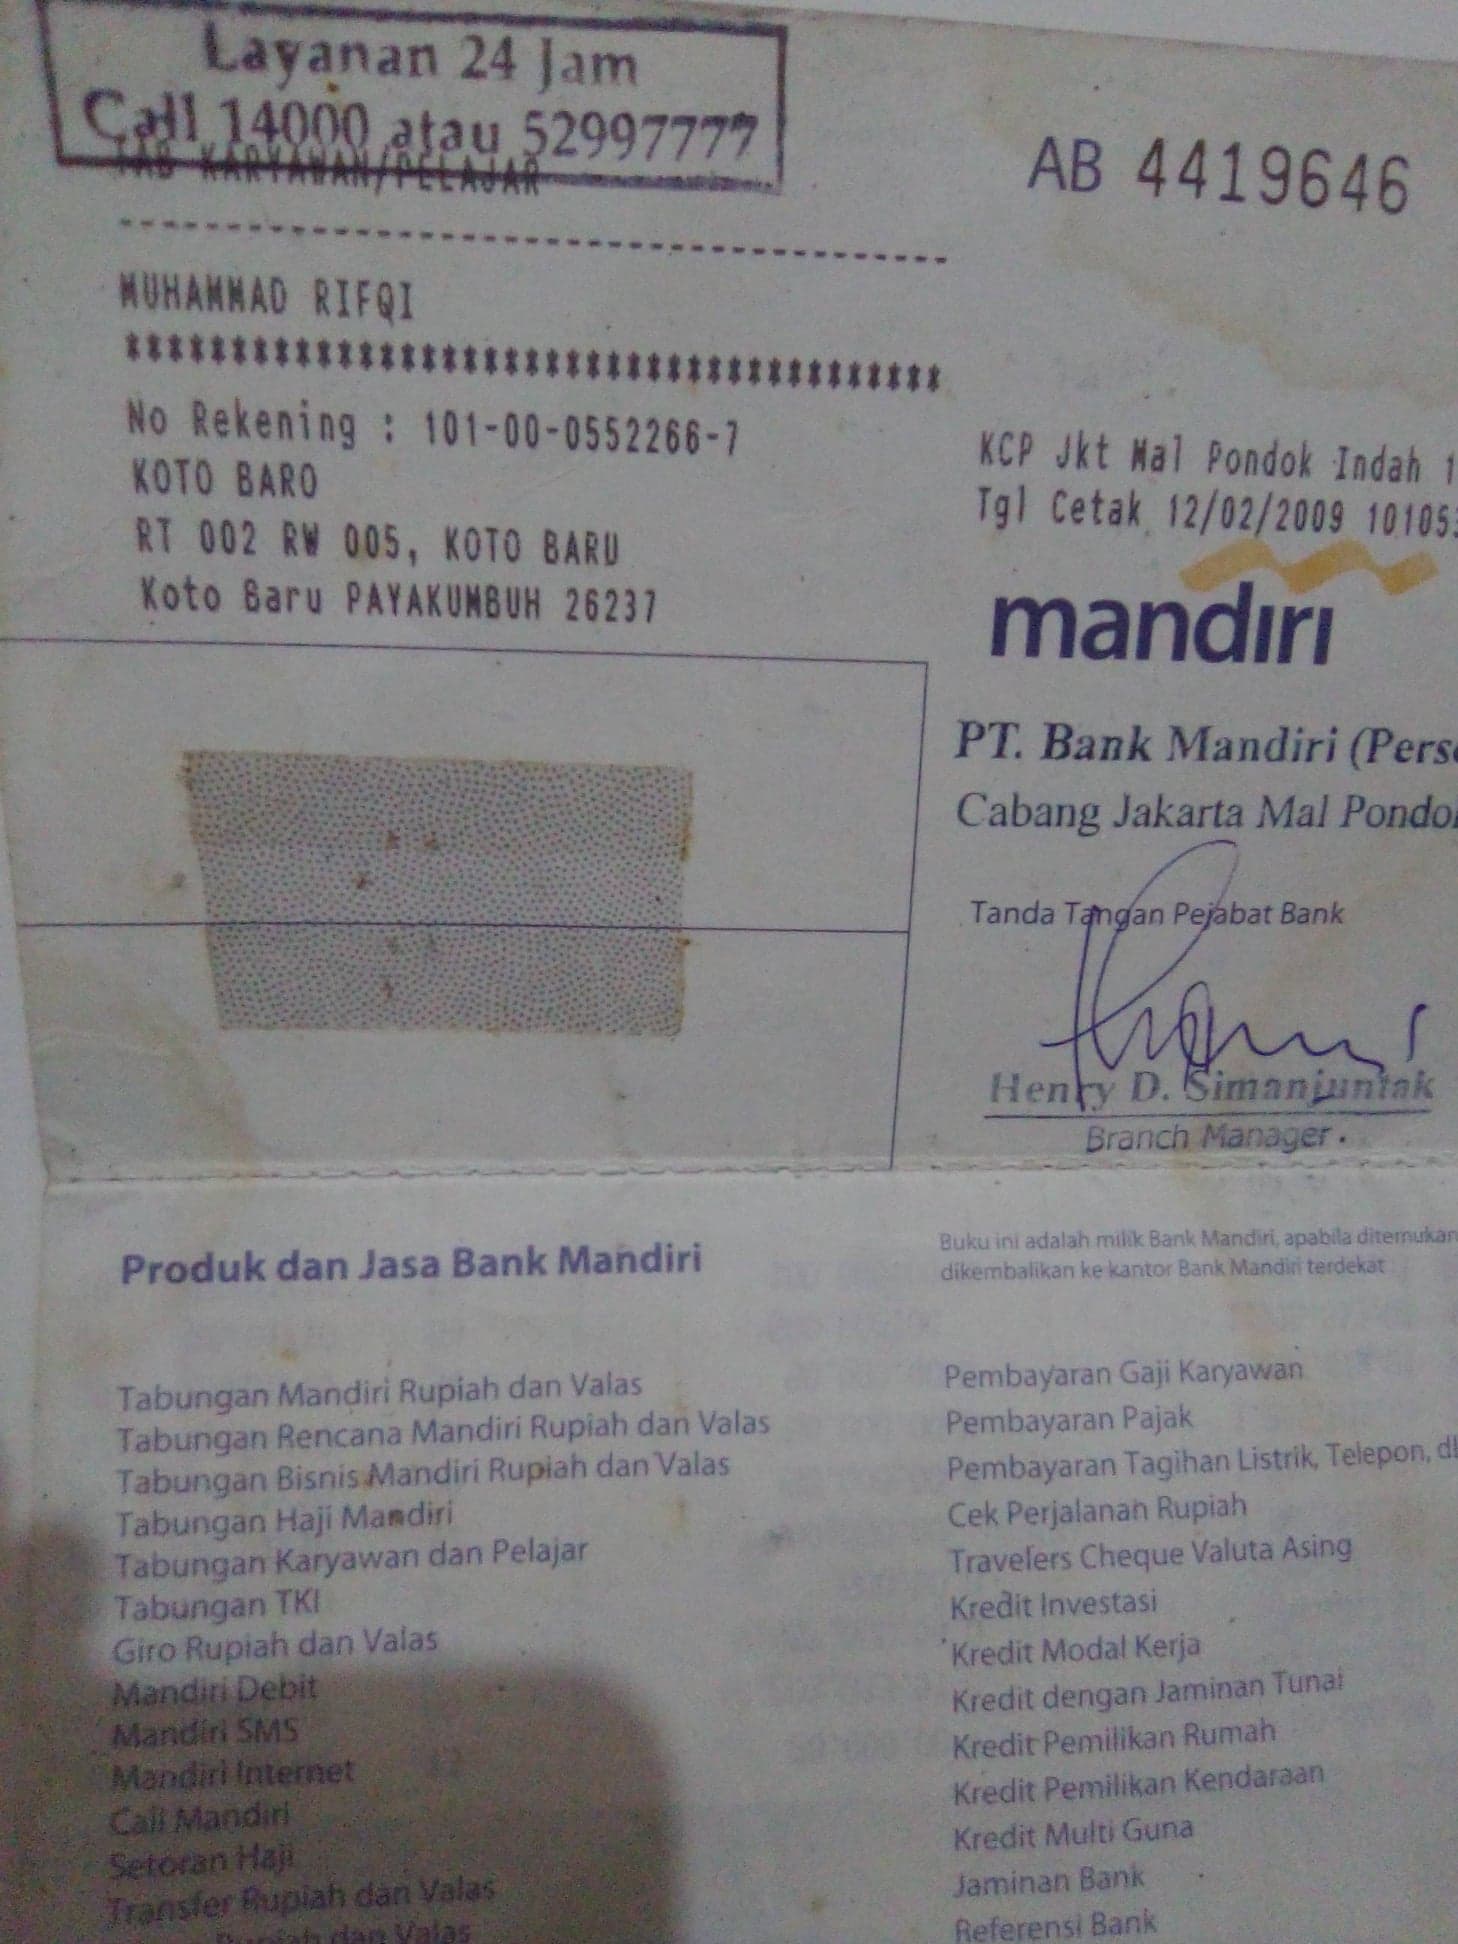 Layanan 24 Jam
Call 14000 atau 52997777
TAB KARYAWAN/PELAJAR
AB 4419646
MUHAMMAD RIFQI
***************************************
No Rekening : 101-00-0552266-7
KOTO BARO
RT 002 RW 005, KOTO BARU
Koto Baru PAYAKUMBUH 26237
KCP Jkt Mal Pondok Indah 1
Tgl Cetak 12/02/2009 10105
mandiri
PT. Bank Mandiri (Perse
Cabang Jakarta Mal Pondo
Tanda Tangan Pejabat Bank
Henry D. Simanjuntak
Branch Manager
Produk dan Jasa Bank Mandiri
Tabungan Mandiri Rupiah dan Valas
Tabungan Rencana Mandiri Rupiah dan Valas
Tabungan Bisnis Mandiri Rupiah dan Valas
Tabungan Haji Mandiri
Tabungan Karyawan dan Pelajar
Tabungan TKI
Giro Rupiah dan Valas
Mandiri Debit
Mandiri SMS
Mandiri Internet
Call Mandiri
Setoran Haji
Transfer Rupiah dan Valas
Rupiah dan Valas
Buku ini adalah milik Bank Mandiri, apabila ditemukan
dikembalikan ke kantor Bank Mandiri terdekat
Pembayaran Gaji Karyawan
Pembayaran Pajak
Pembayaran Tagihan Listrik, Telepon, dl
Cek Perjalanan Rupiah
Travelers Cheque Valuta Asing
Kredit Investasi
Kredit Modal Kerja
Kredit dengan Jaminan Tunai
Kredit Pemilikan Rumah
Kredit Pemilikan Kendaraan
Kredit Multi Guna
Jaminan Bank
Referensi Bank